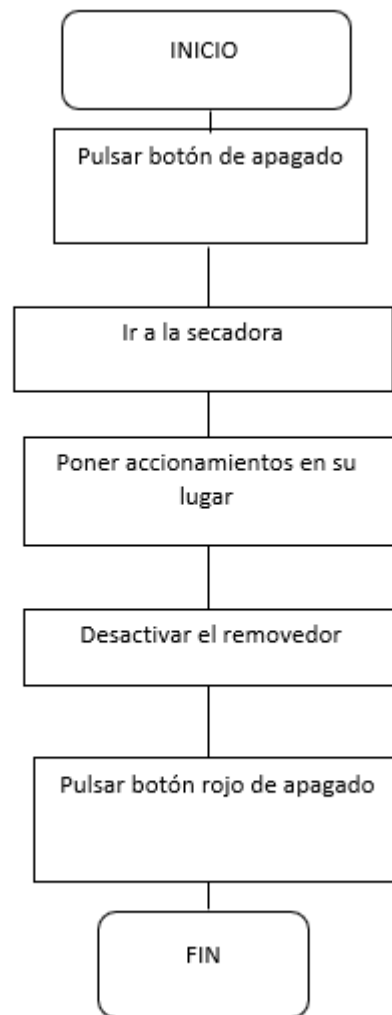 INICIO
Pulsar botón de apagado
Ir a la secadora
Poner accionamientos en su
lugar
Desactivar el removedor
Pulsar botón rojo de apagado
FIN